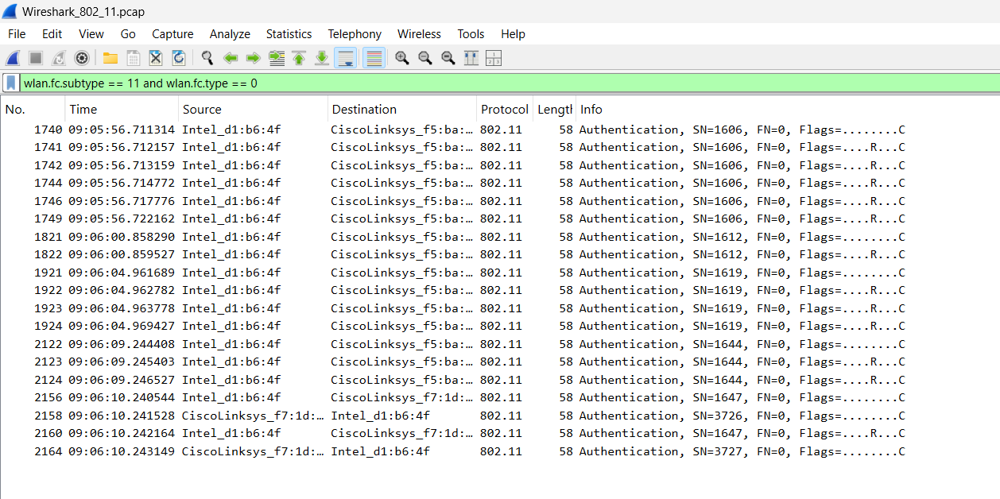 Wireshark_802_11.pcap
File Edit View Go Capture Analyze Statistics Telephony Wireless Tools Help
wlan.fc.subtype == 11 and wlan.fc.type == 0
No. Time Source Destination Protocol Length Info
1740 09:05:56.711314 Intel_d1:b6:4f CiscoLinksys_f5:ba:… 802.11 58 Authentication, SN=1606, FN=0, Flags=........C
1741 09:05:56.712157 Intel_d1:b6:4f CiscoLinksys_f5:ba:… 802.11 58 Authentication, SN=1606, FN=0, Flags=....R...C
1742 09:05:56.713159 Intel_d1:b6:4f CiscoLinksys_f5:ba:… 802.11 58 Authentication, SN=1606, FN=0, Flags=....R...C
1744 09:05:56.714772 Intel_d1:b6:4f CiscoLinksys_f5:ba:… 802.11 58 Authentication, SN=1606, FN=0, Flags=....R...C
1746 09:05:56.717776 Intel_d1:b6:4f CiscoLinksys_f5:ba:… 802.11 58 Authentication, SN=1606, FN=0, Flags=....R...C
1749 09:05:56.722162 Intel_d1:b6:4f CiscoLinksys_f5:ba:… 802.11 58 Authentication, SN=1606, FN=0, Flags=....R...C
1821 09:06:00.858290 Intel_d1:b6:4f CiscoLinksys_f5:ba:… 802.11 58 Authentication, SN=1612, FN=0, Flags=........C
1822 09:06:00.859527 Intel_d1:b6:4f CiscoLinksys_f5:ba:… 802.11 58 Authentication, SN=1612, FN=0, Flags=....R...C
1921 09:06:04.961689 Intel_d1:b6:4f CiscoLinksys_f5:ba:… 802.11 58 Authentication, SN=1619, FN=0, Flags=........C
1922 09:06:04.962782 Intel_d1:b6:4f CiscoLinksys_f5:ba:… 802.11 58 Authentication, SN=1619, FN=0, Flags=....R...C
1923 09:06:04.963778 Intel_d1:b6:4f CiscoLinksys_f5:ba:… 802.11 58 Authentication, SN=1619, FN=0, Flags=....R...C
1924 09:06:04.969427 Intel_d1:b6:4f CiscoLinksys_f5:ba:… 802.11 58 Authentication, SN=1619, FN=0, Flags=....R...C
2122 09:06:09.244408 Intel_d1:b6:4f CiscoLinksys_f5:ba:… 802.11 58 Authentication, SN=1644, FN=0, Flags=........C
2123 09:06:09.245403 Intel_d1:b6:4f CiscoLinksys_f5:ba:… 802.11 58 Authentication, SN=1644, FN=0, Flags=....R...C
2124 09:06:09.246527 Intel_d1:b6:4f CiscoLinksys_f5:ba:… 802.11 58 Authentication, SN=1644, FN=0, Flags=....R...C
2156 09:06:10.240544 Intel_d1:b6:4f CiscoLinksys_f7:1d:… 802.11 58 Authentication, SN=1647, FN=0, Flags=........C
2158 09:06:10.241528 CiscoLinksys_f7:1d:… Intel_d1:b6:4f 802.11 58 Authentication, SN=3726, FN=0, Flags=........C
2160 09:06:10.242164 Intel_d1:b6:4f CiscoLinksys_f7:1d:… 802.11 58 Authentication, SN=1647, FN=0, Flags=....R...C
2164 09:06:10.243149 CiscoLinksys_f7:1d:… Intel_d1:b6:4f 802.11 58 Authentication, SN=3727, FN=0, Flags=........C